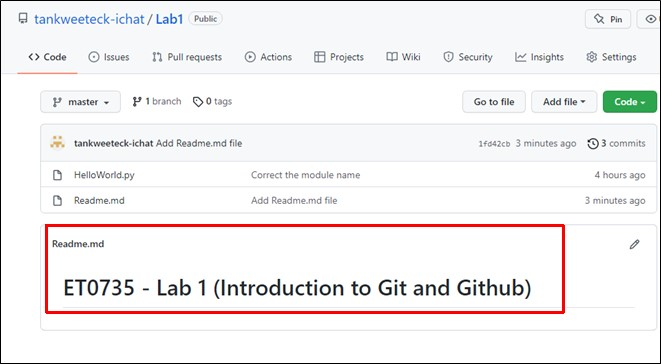 tankweeteck-ichat / Lab1 Public Pin
Code Issues Pull requests Actions Projects Wiki Security Insights Settings
master 1 branch 0 tags Go to file Add file Code
tankweeteck-ichat Add Readme.md file 1fd42cb 3 minutes ago 3 commits
HelloWorld.py Correct the module name 4 hours ago
Readme.md Add Readme.md file 3 minutes ago
Readme.md
ET0735 - Lab 1 (Introduction to Git and Github)